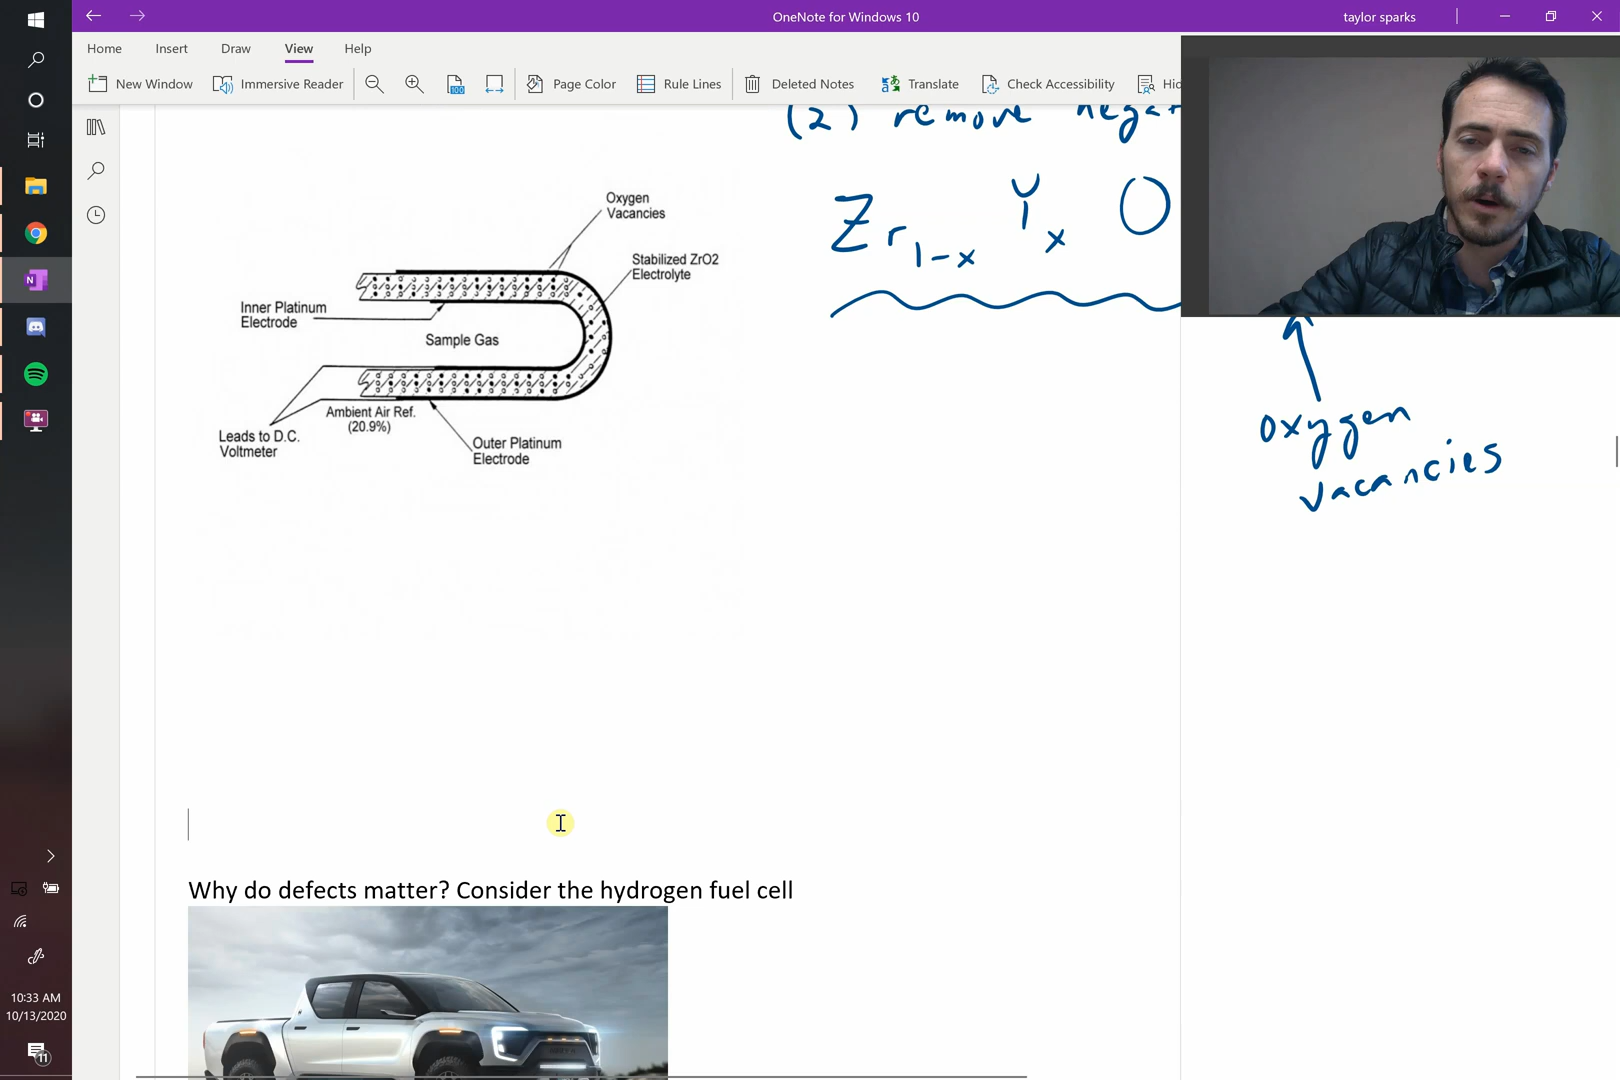 OneNote for Windows 10
taylor sparks
Home Insert Draw View Help
New Window Immersive Reader Page Color Rule Lines Deleted Notes Translate Check Accessibility Hid
(2) remove negat
Zr1-x Yx O
oxygen
vacancies
Oxygen
Vacancies
Stabilized ZrO2
Electrolyte
Inner Platinum
Electrode
Sample Gas
Ambient Air Ref.
(20.9%)
Leads to D.C.
Voltmeter
Outer Platinum
Electrode
Why do defects matter? Consider the hydrogen fuel cell
10:33 AM
10/13/2020
11